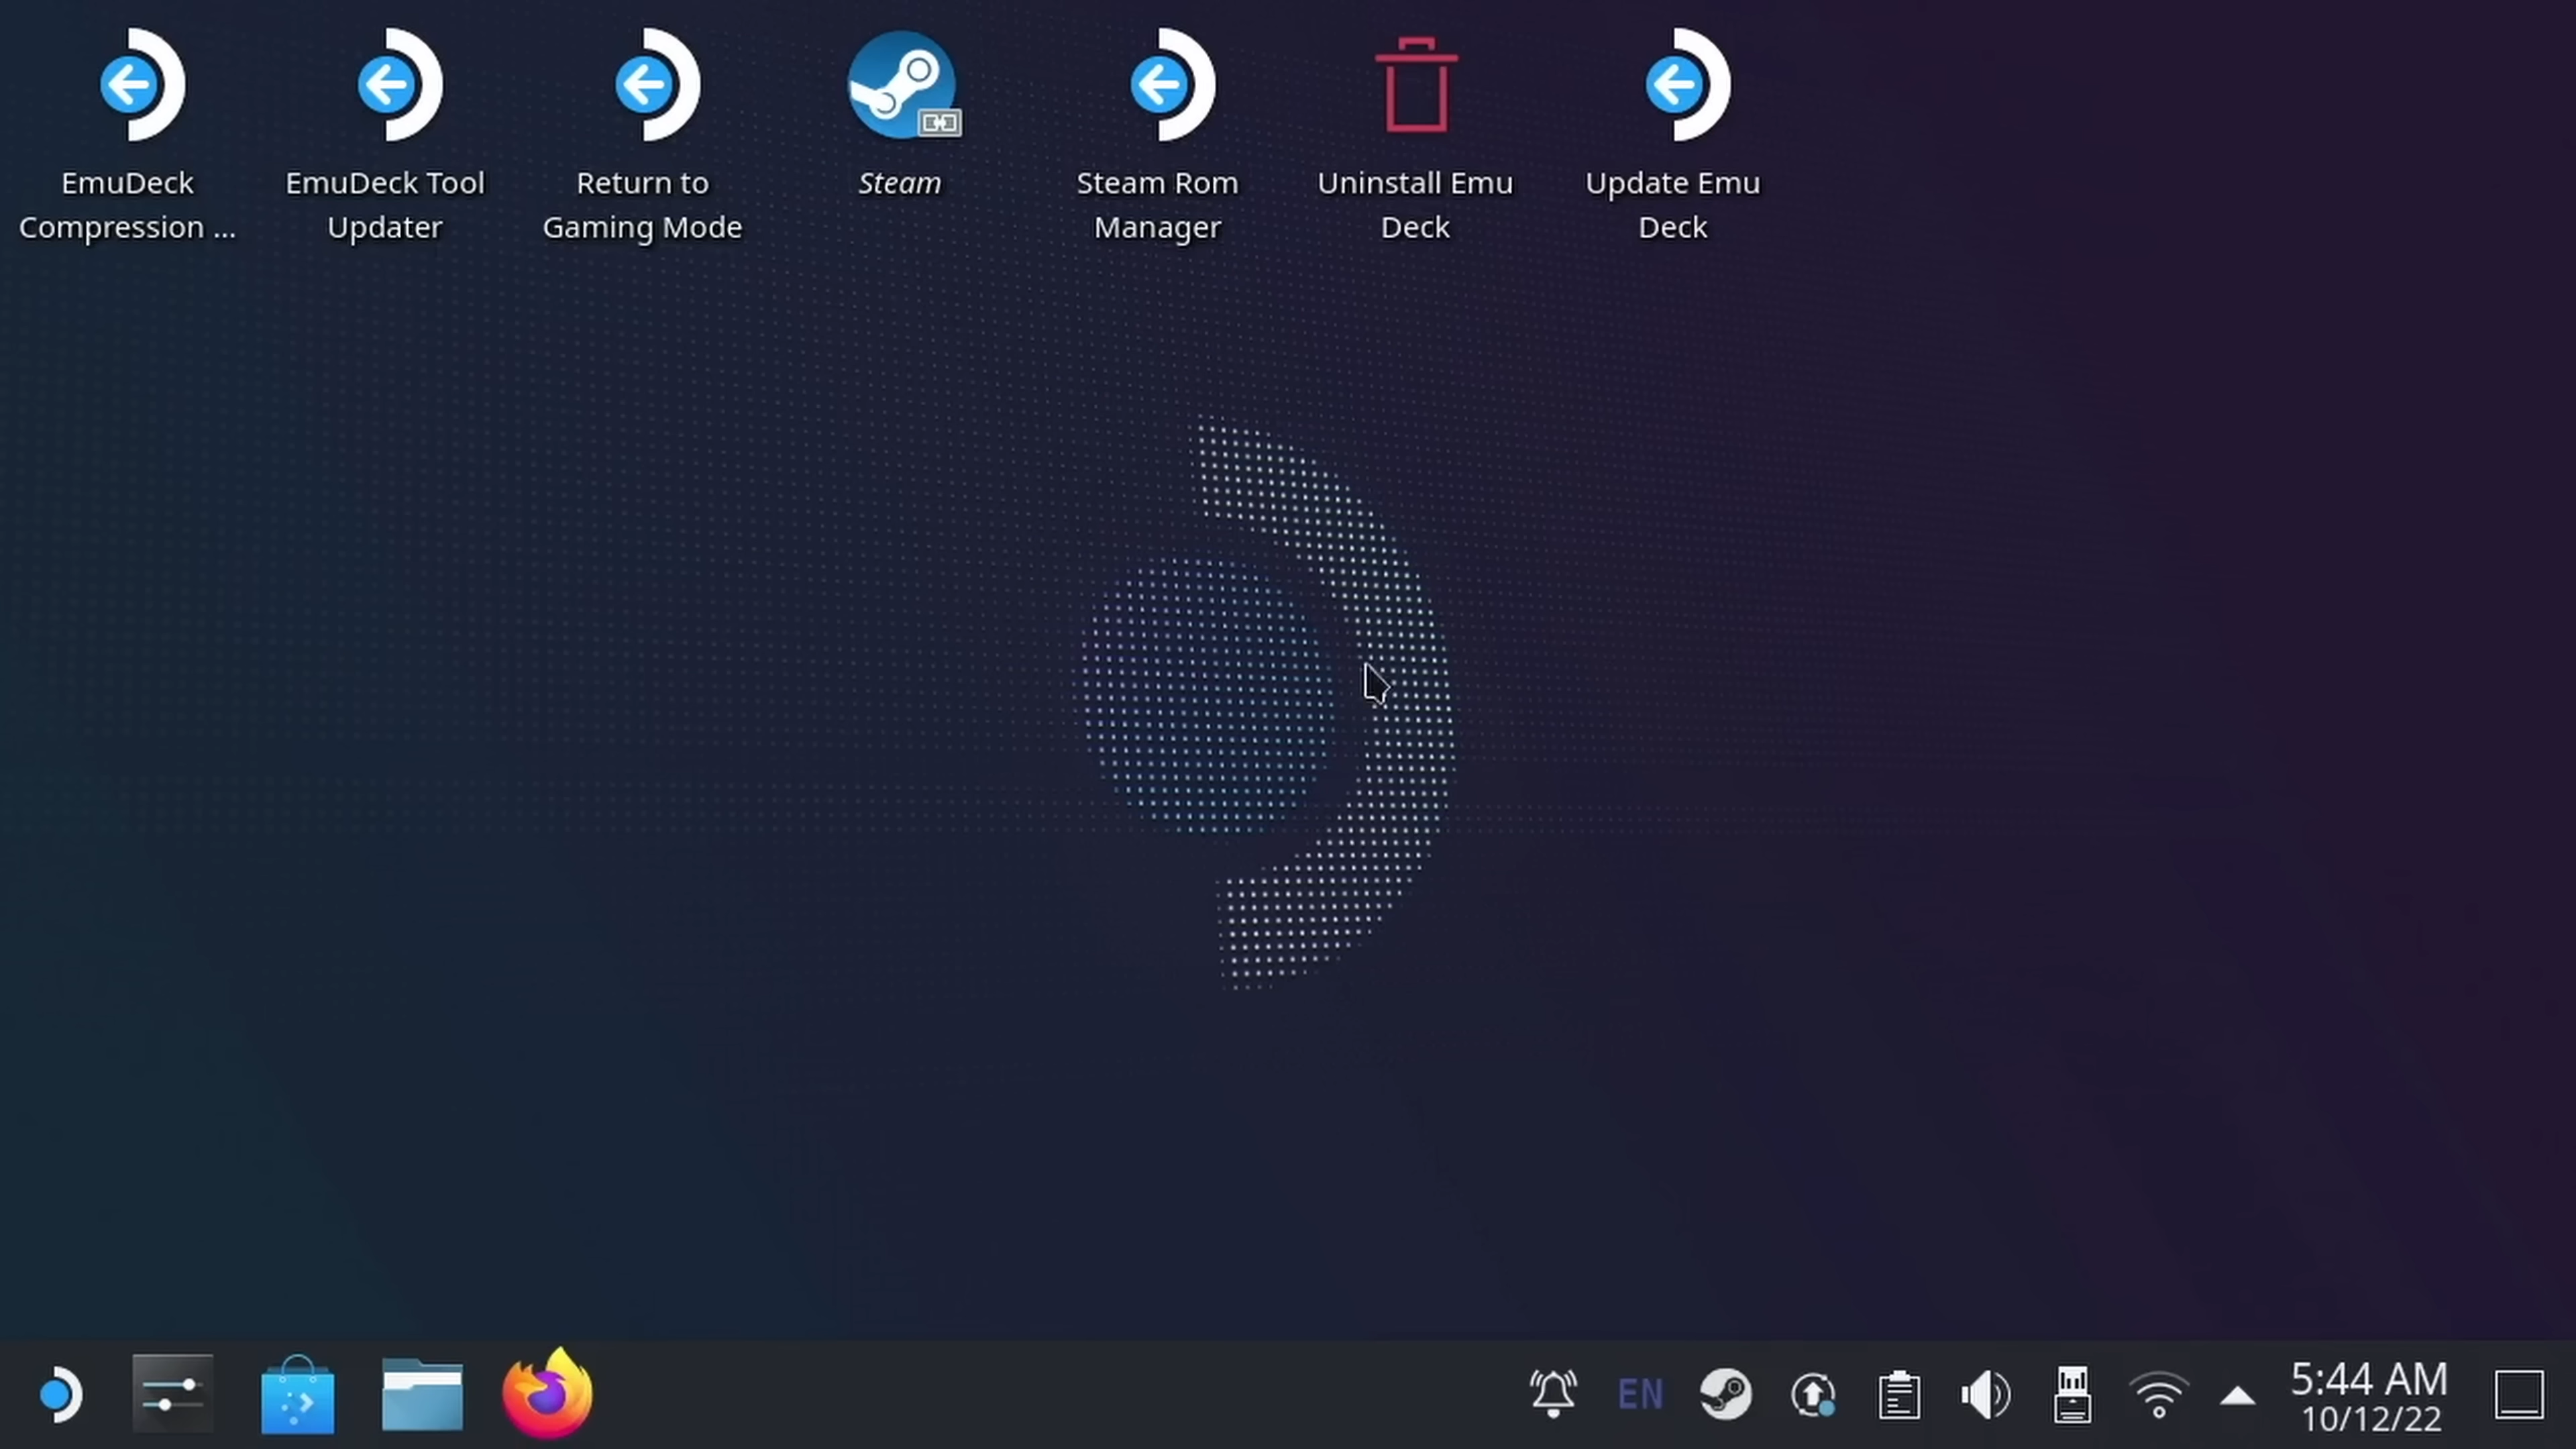 EmuDeck
Compression ...
EmuDeck Tool
Updater
Return to
Gaming Mode
Steam
Steam Rom
Manager
Uninstall Emu
Deck
Update Emu
Deck
EN
5:44 AM
10/12/22